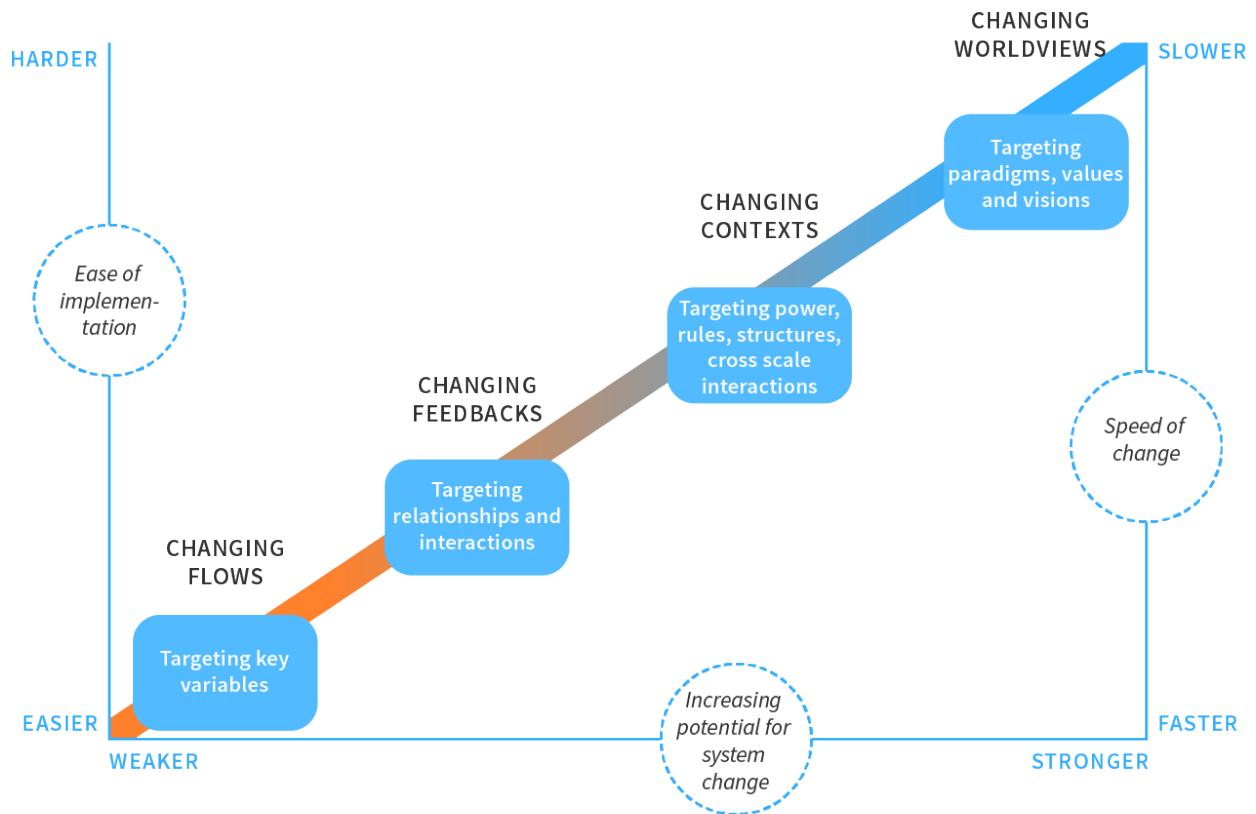 CHANGING
WORLDVIEWS
HARDER
SLOWER
Targeting
paradigms, values
and visions
CHANGING
CONTEXTS
Ease of
implemen-
tation
Targeting power,
rules, structures,
cross scale
interactions
CHANGING
FEEDBACKS
Speed of
change
Targeting
relationships and
interactions
CHANGING
FLOWS
Targeting key
variables
Increasing
potential for
system
change
EASIER
FASTER
WEAKER
STRONGER